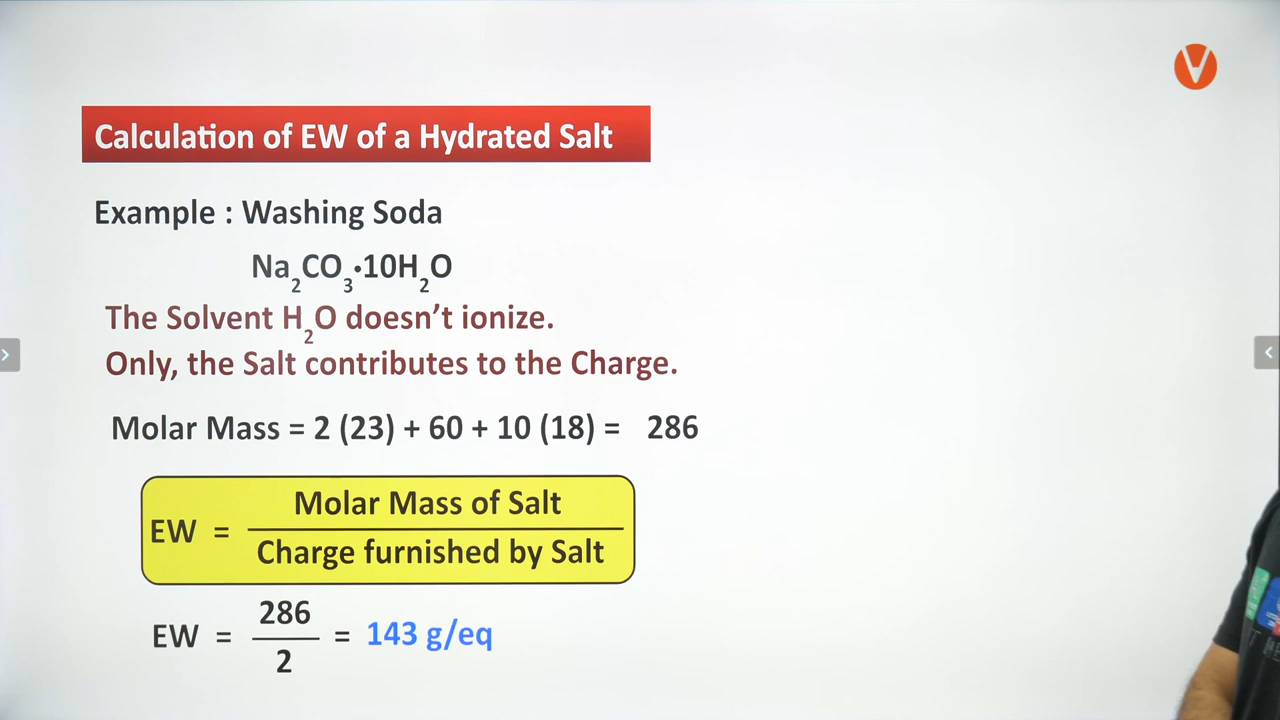 Calculation of EW of a Hydrated Salt
Example : Washing Soda
Na₂CO₃·10H₂O
The Solvent H₂O doesn't ionize.
Only, the Salt contributes to the Charge.
Molar Mass = 2 (23) + 60 + 10 (18) = 286
EW = Molar Mass of Salt / Charge furnished by Salt
EW = 286 / 2 = 143 g/eq